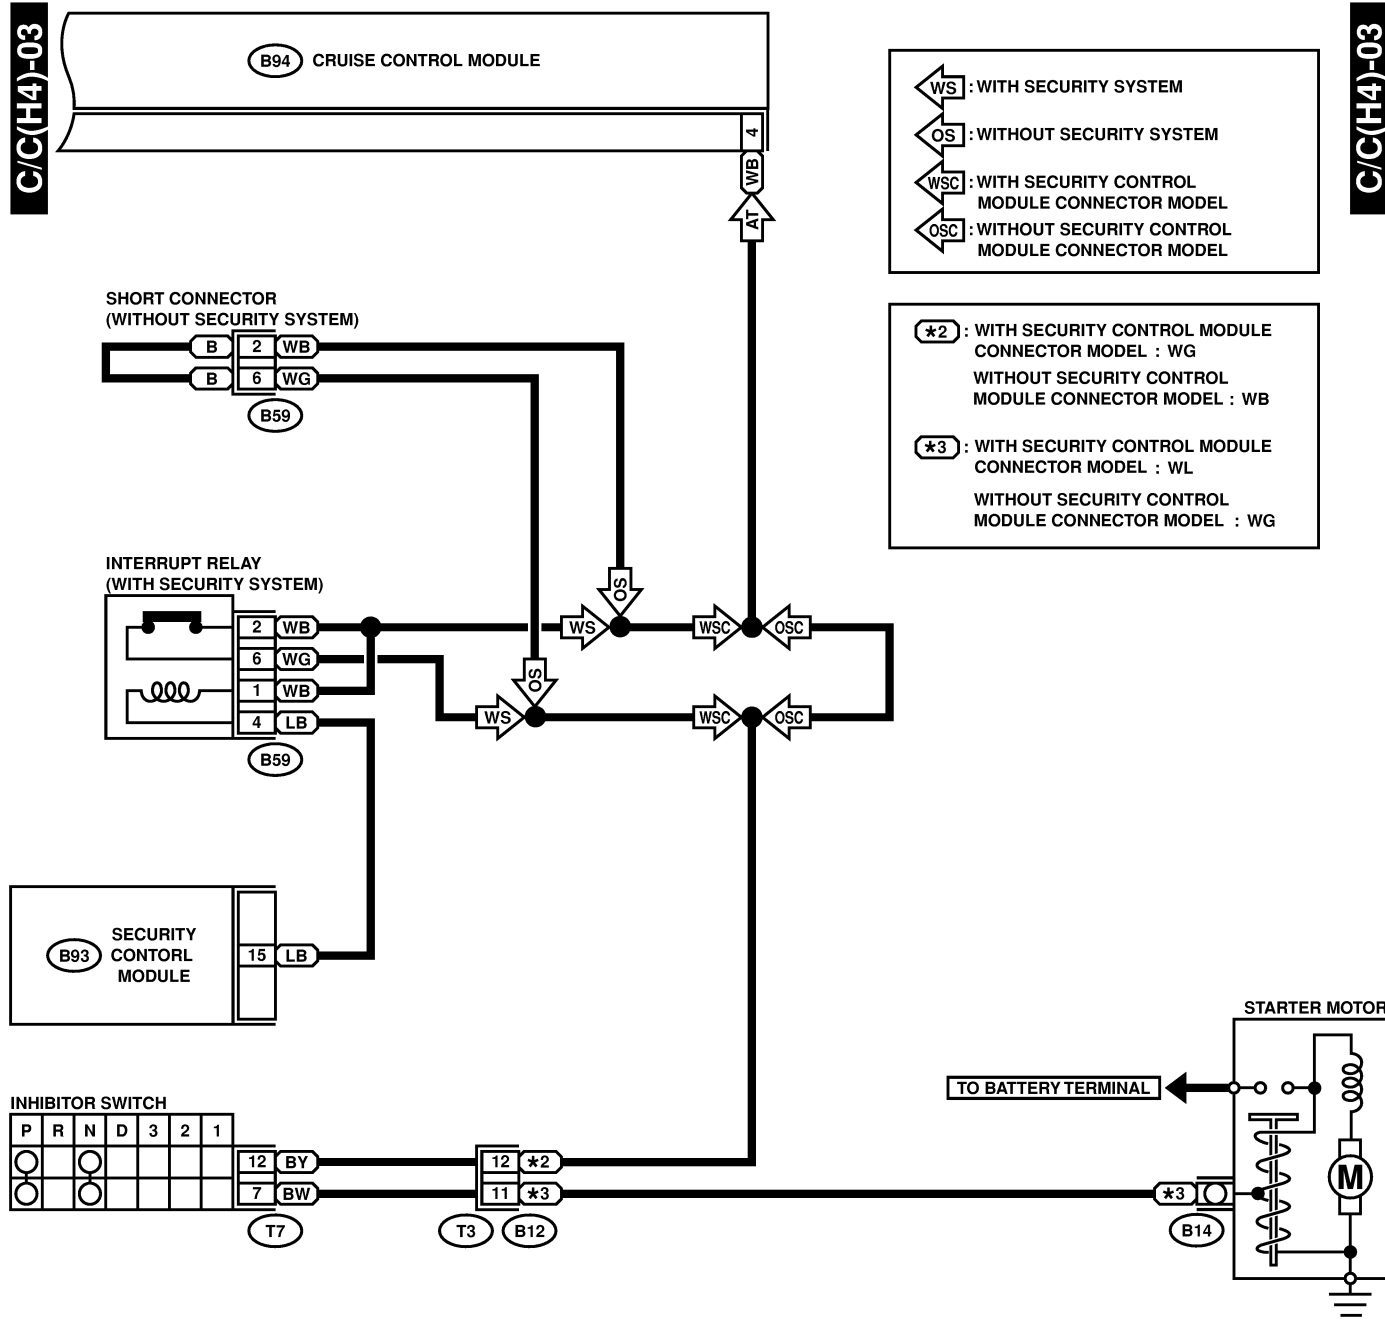 C/C(H4)-03
C/C(H4)-03
B94 CRUISE CONTROL MODULE
4
WB
AT
WS : WITH SECURITY SYSTEM
OS : WITHOUT SECURITY SYSTEM
WSC : WITH SECURITY CONTROL
MODULE CONNECTOR MODEL
OSC : WITHOUT SECURITY CONTROL
MODULE CONNECTOR MODEL
*2 : WITH SECURITY CONTROL MODULE
CONNECTOR MODEL : WG
WITHOUT SECURITY CONTROL
MODULE CONNECTOR MODEL : WB
*3 : WITH SECURITY CONTROL MODULE
CONNECTOR MODEL : WL
WITHOUT SECURITY CONTROL
MODULE CONNECTOR MODEL : WG
SHORT CONNECTOR
(WITHOUT SECURITY SYSTEM)
B 2 WB
B 6 WG
B59
OS
OS
INTERRUPT RELAY
(WITH SECURITY SYSTEM)
2 WB WS WSC OSC
6 WG
1 WB
4 LB WS WSC OSC
B59
B93
SECURITY
CONTORL
MODULE
15 LB
STARTER MOTOR
TO BATTERY TERMINAL
M
INHIBITOR SWITCH
P R N D 3 2 1
12 BY 12 *2
7 BW 11 *3 *3
T7 T3 B12 B14